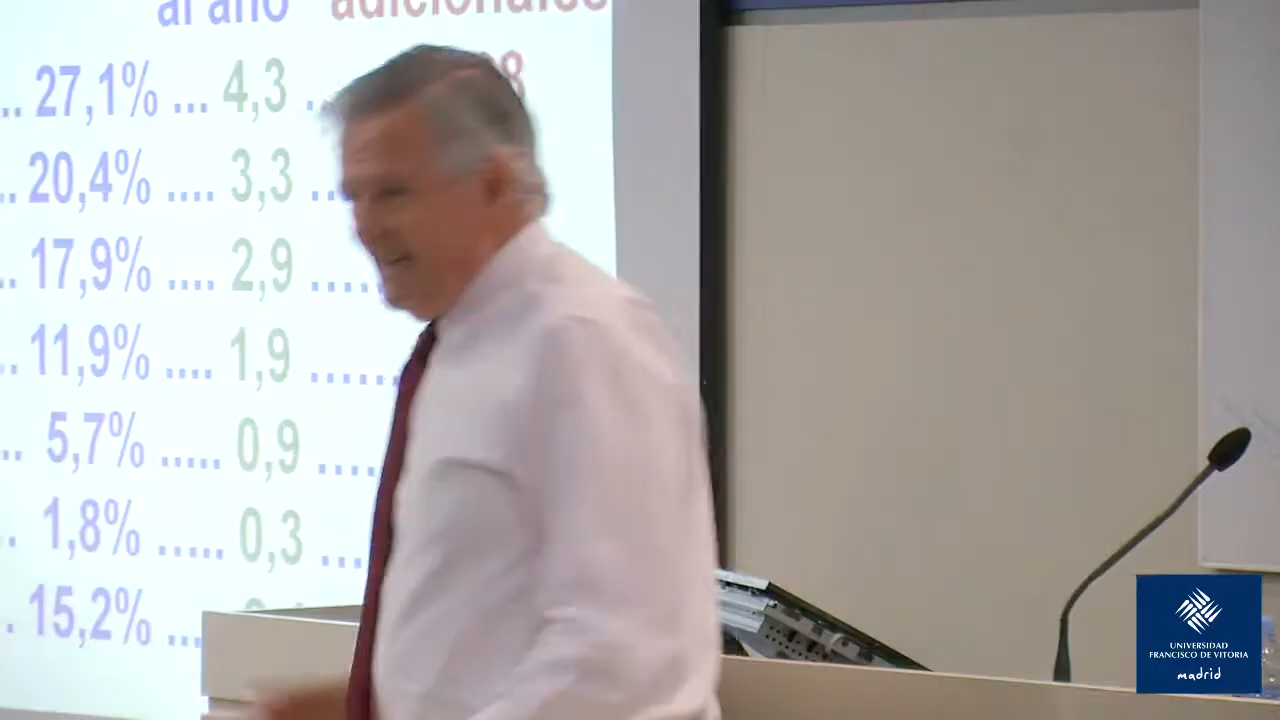 al año adicionales
.. 27,1% ... 4,3 .. 8
.. 20,4% .... 3,3 ...
.. 17,9% .... 2,9 .....
.. 11,9% .... 1,9 ......
... 5,7% ..... 0,9 ....
.. 1,8% ..... 0,3 ....
. 15,2% ...
UNIVERSIDAD
FRANCISCO DE VITORIA
madrid